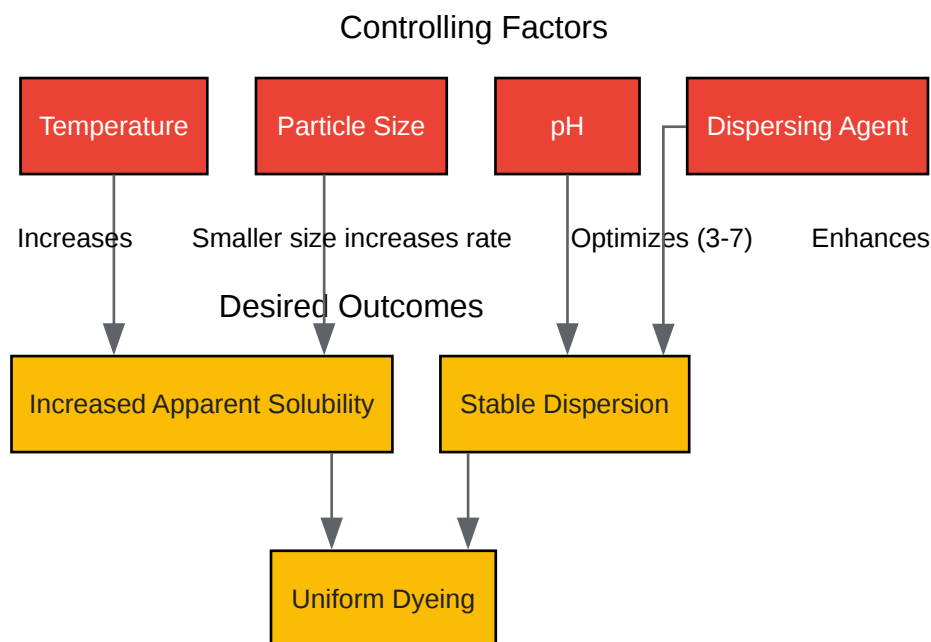 Controlling Factors
Temperature
Particle Size
pH
Dispersing Agent
Increases
Smaller size increases rate
Optimizes (3-7)
Enhances
Desired Outcomes
Increased Apparent Solubility
Stable Dispersion
Uniform Dyeing